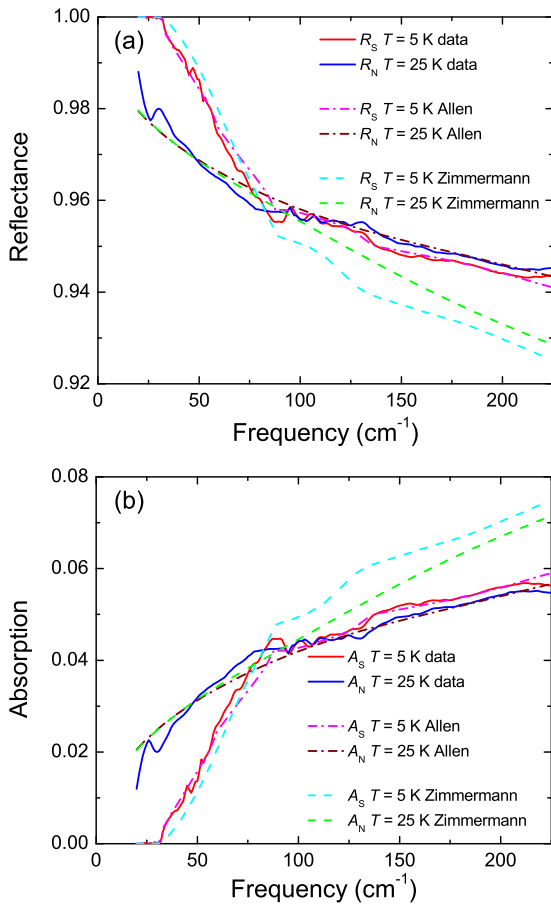 1.00
(a)
R_S T = 5 K data
R_N T = 25 K data
0.98
R_S T = 5 K Allen
R_N T = 25 K Allen
0.96
R_S T = 5 K Zimmermann
R_N T = 25 K Zimmermann
0.94
0.92
Reflectance
0 50 100 150 200
Frequency (cm⁻¹)
0.08
(b)
0.06
0.04
A_S T = 5K data
A_N T = 25 K data
A_S T = 5 K Allen
0.02
A_N T = 25 K Allen
A_S T = 5 K Zimmermann
A_N T = 25 K Zimmermann
0.00
Absorption
0 50 100 150 200
Frequency (cm⁻¹)